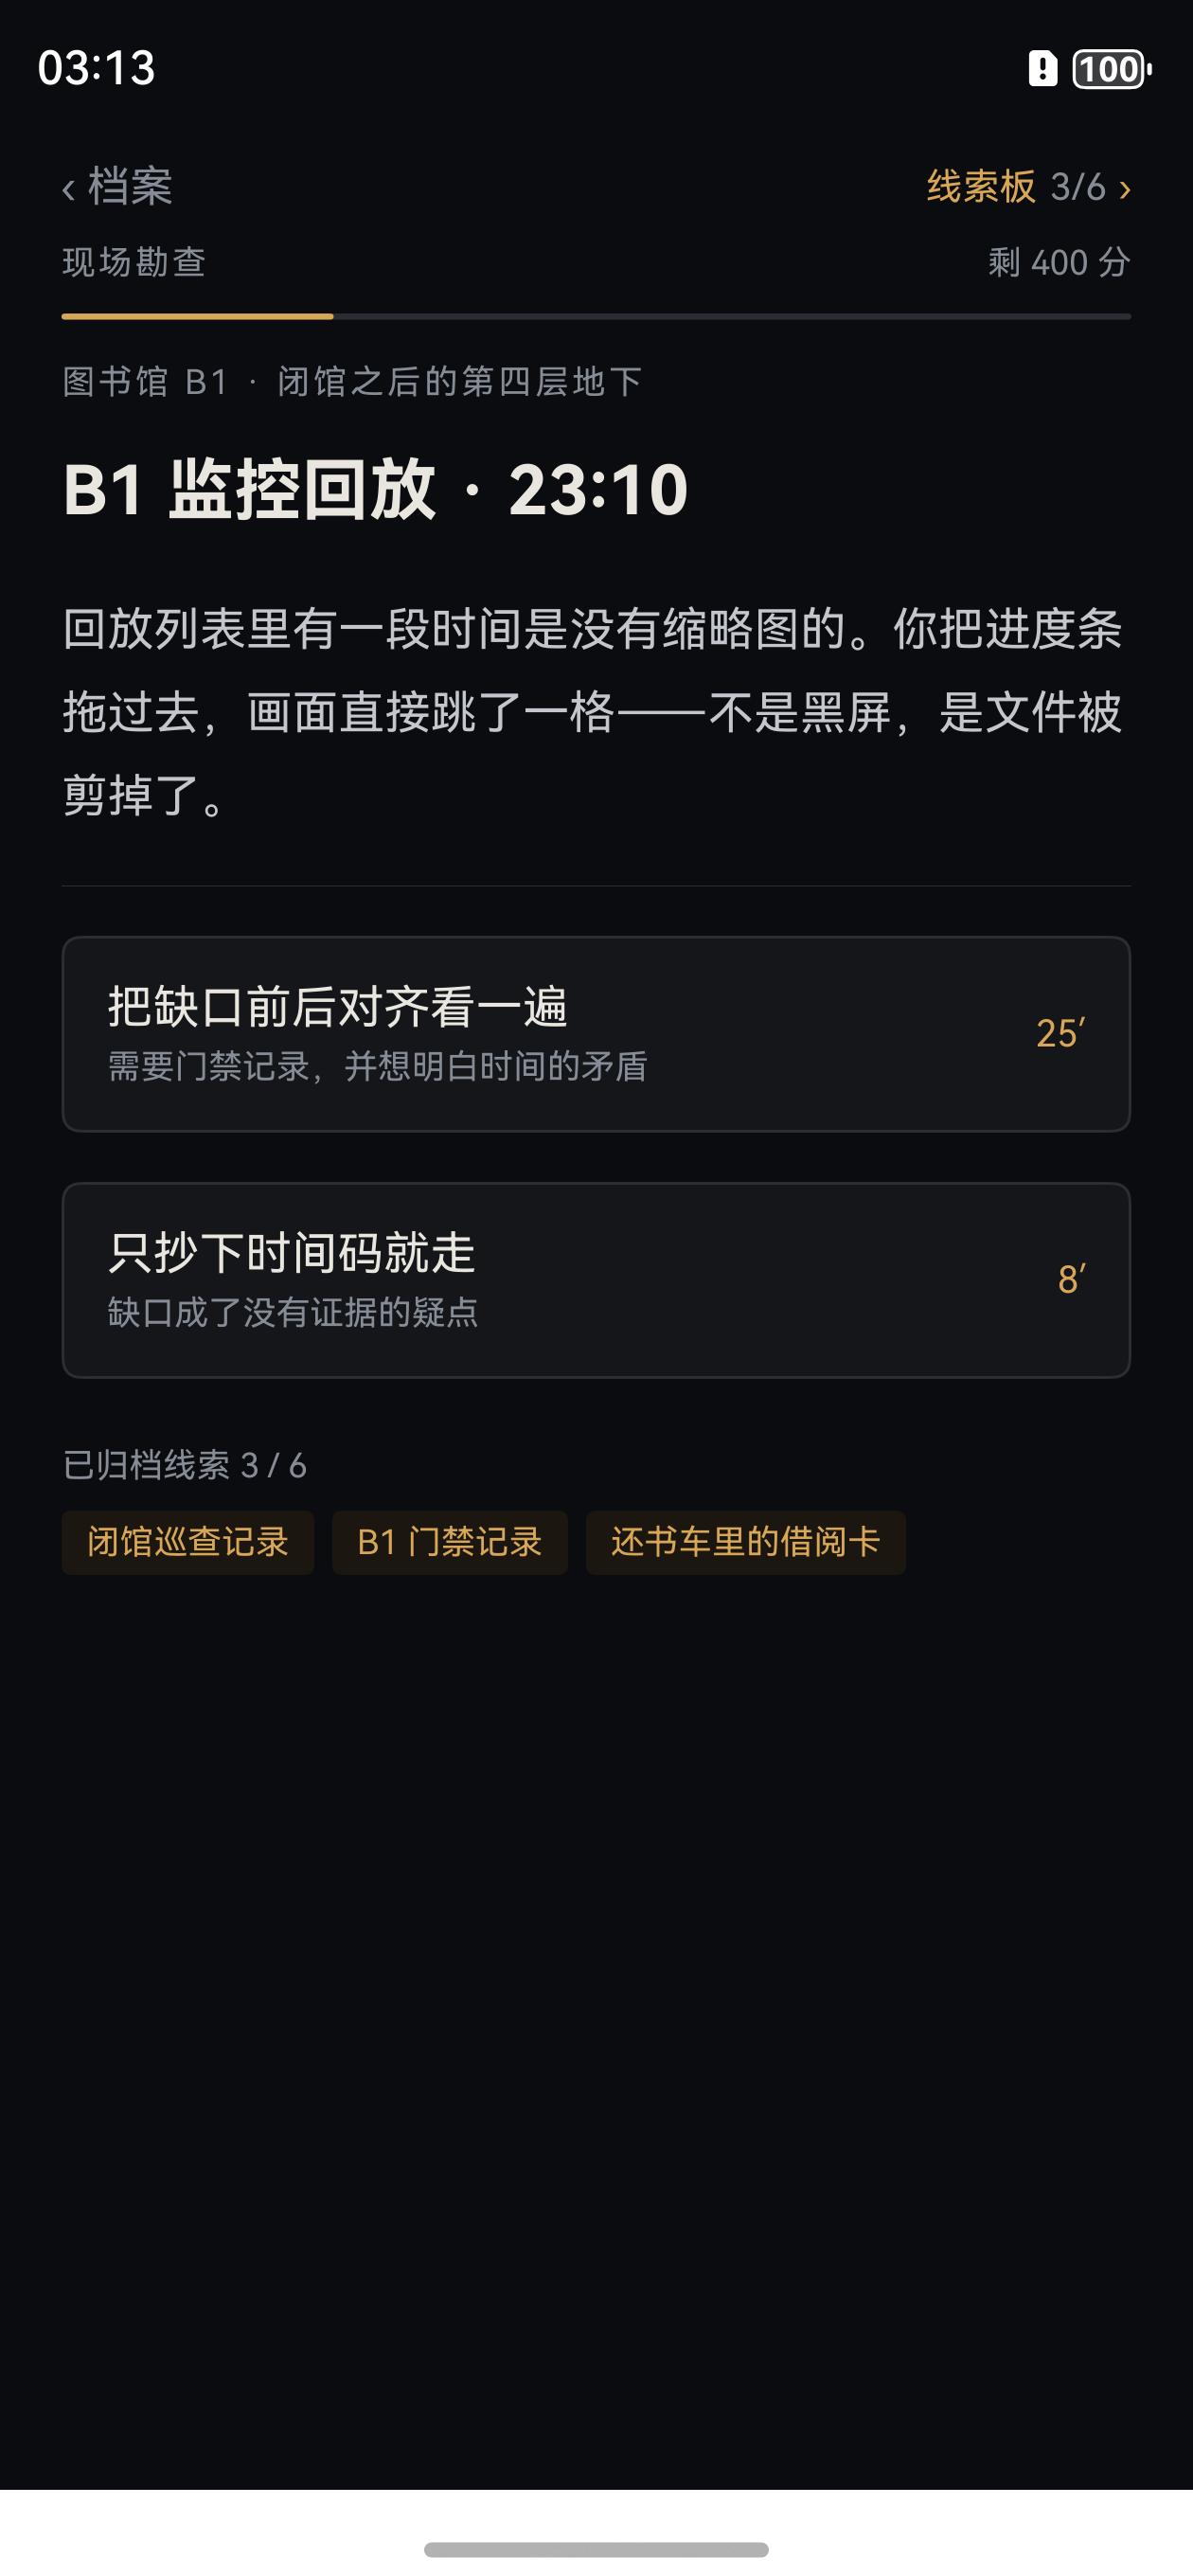 03:13
100
‹ 档案
线索板 3/6 ›
现场勘查
剩 400 分
图书馆 B1 · 闭馆之后的第四层地下
B1 监控回放 · 23:10
回放列表里有一段时间是没有缩略图的。你把进度条
拖过去，画面直接跳了一格——不是黑屏，是文件被
剪掉了。
把缺口前后对齐看一遍
需要门禁记录，并想明白时间的矛盾
25′
只抄下时间码就走
缺口成了没有证据的疑点
8′
已归档线索 3 / 6
闭馆巡查记录
B1 门禁记录
还书车里的借阅卡